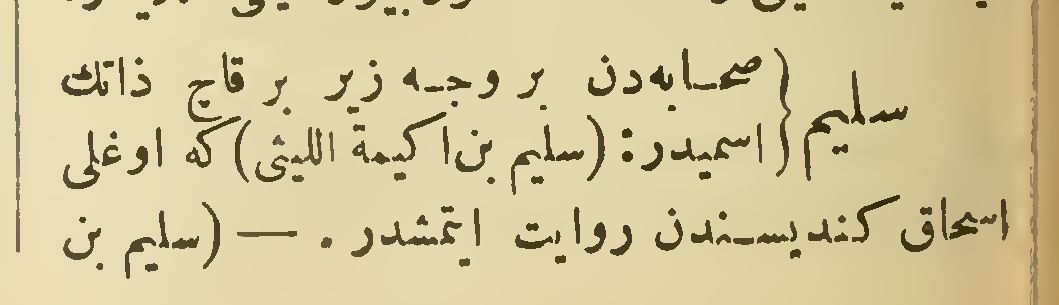 سليم { صحابه‌دن بر وجه زير بر قاچ ذاتك
اسميدر: (سليم بن اكيمة الليثى) كه اوغلى
اسحاق كنديسندن روايت ايتمشدر. — (سليم بن